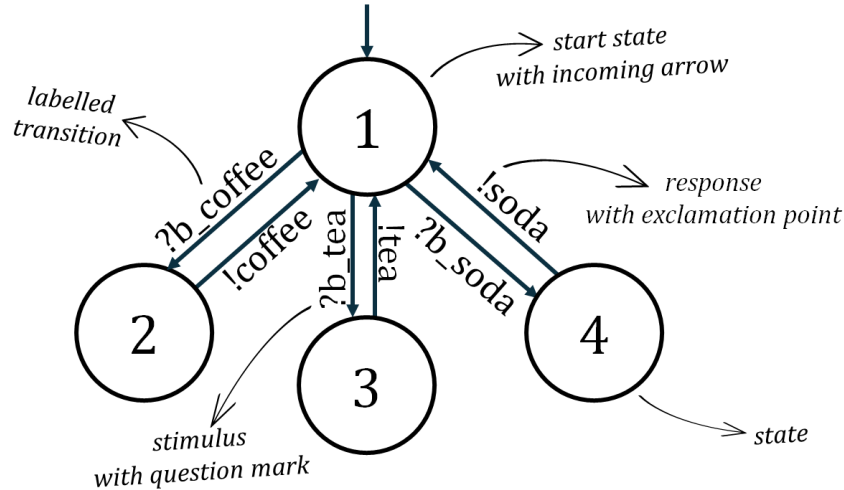 start state
with incoming arrow
labelled
transition
1
?b_coffee
!coffee
?b_tea
!tea
?b_soda
!soda
response
with exclamation point
2
3
4
stimulus
with question mark
state